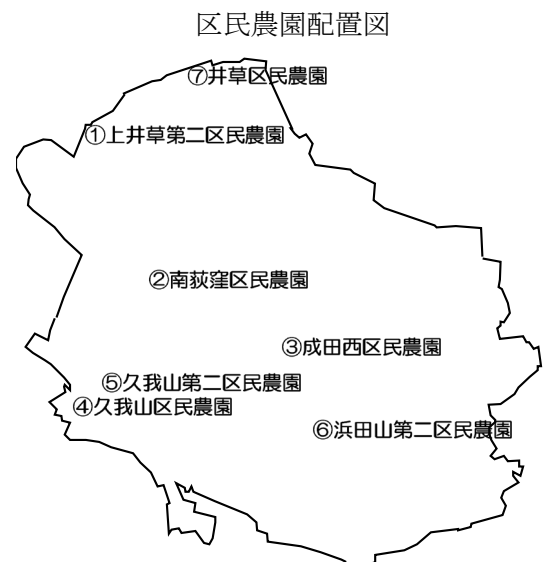 区民農園配置図
⑦井草区民農園
①上井草第二区民農園
②南荻窪区民農園
③成田西区民農園
⑤久我山第二区民農園
④久我山区民農園
⑥浜田山第二区民農園